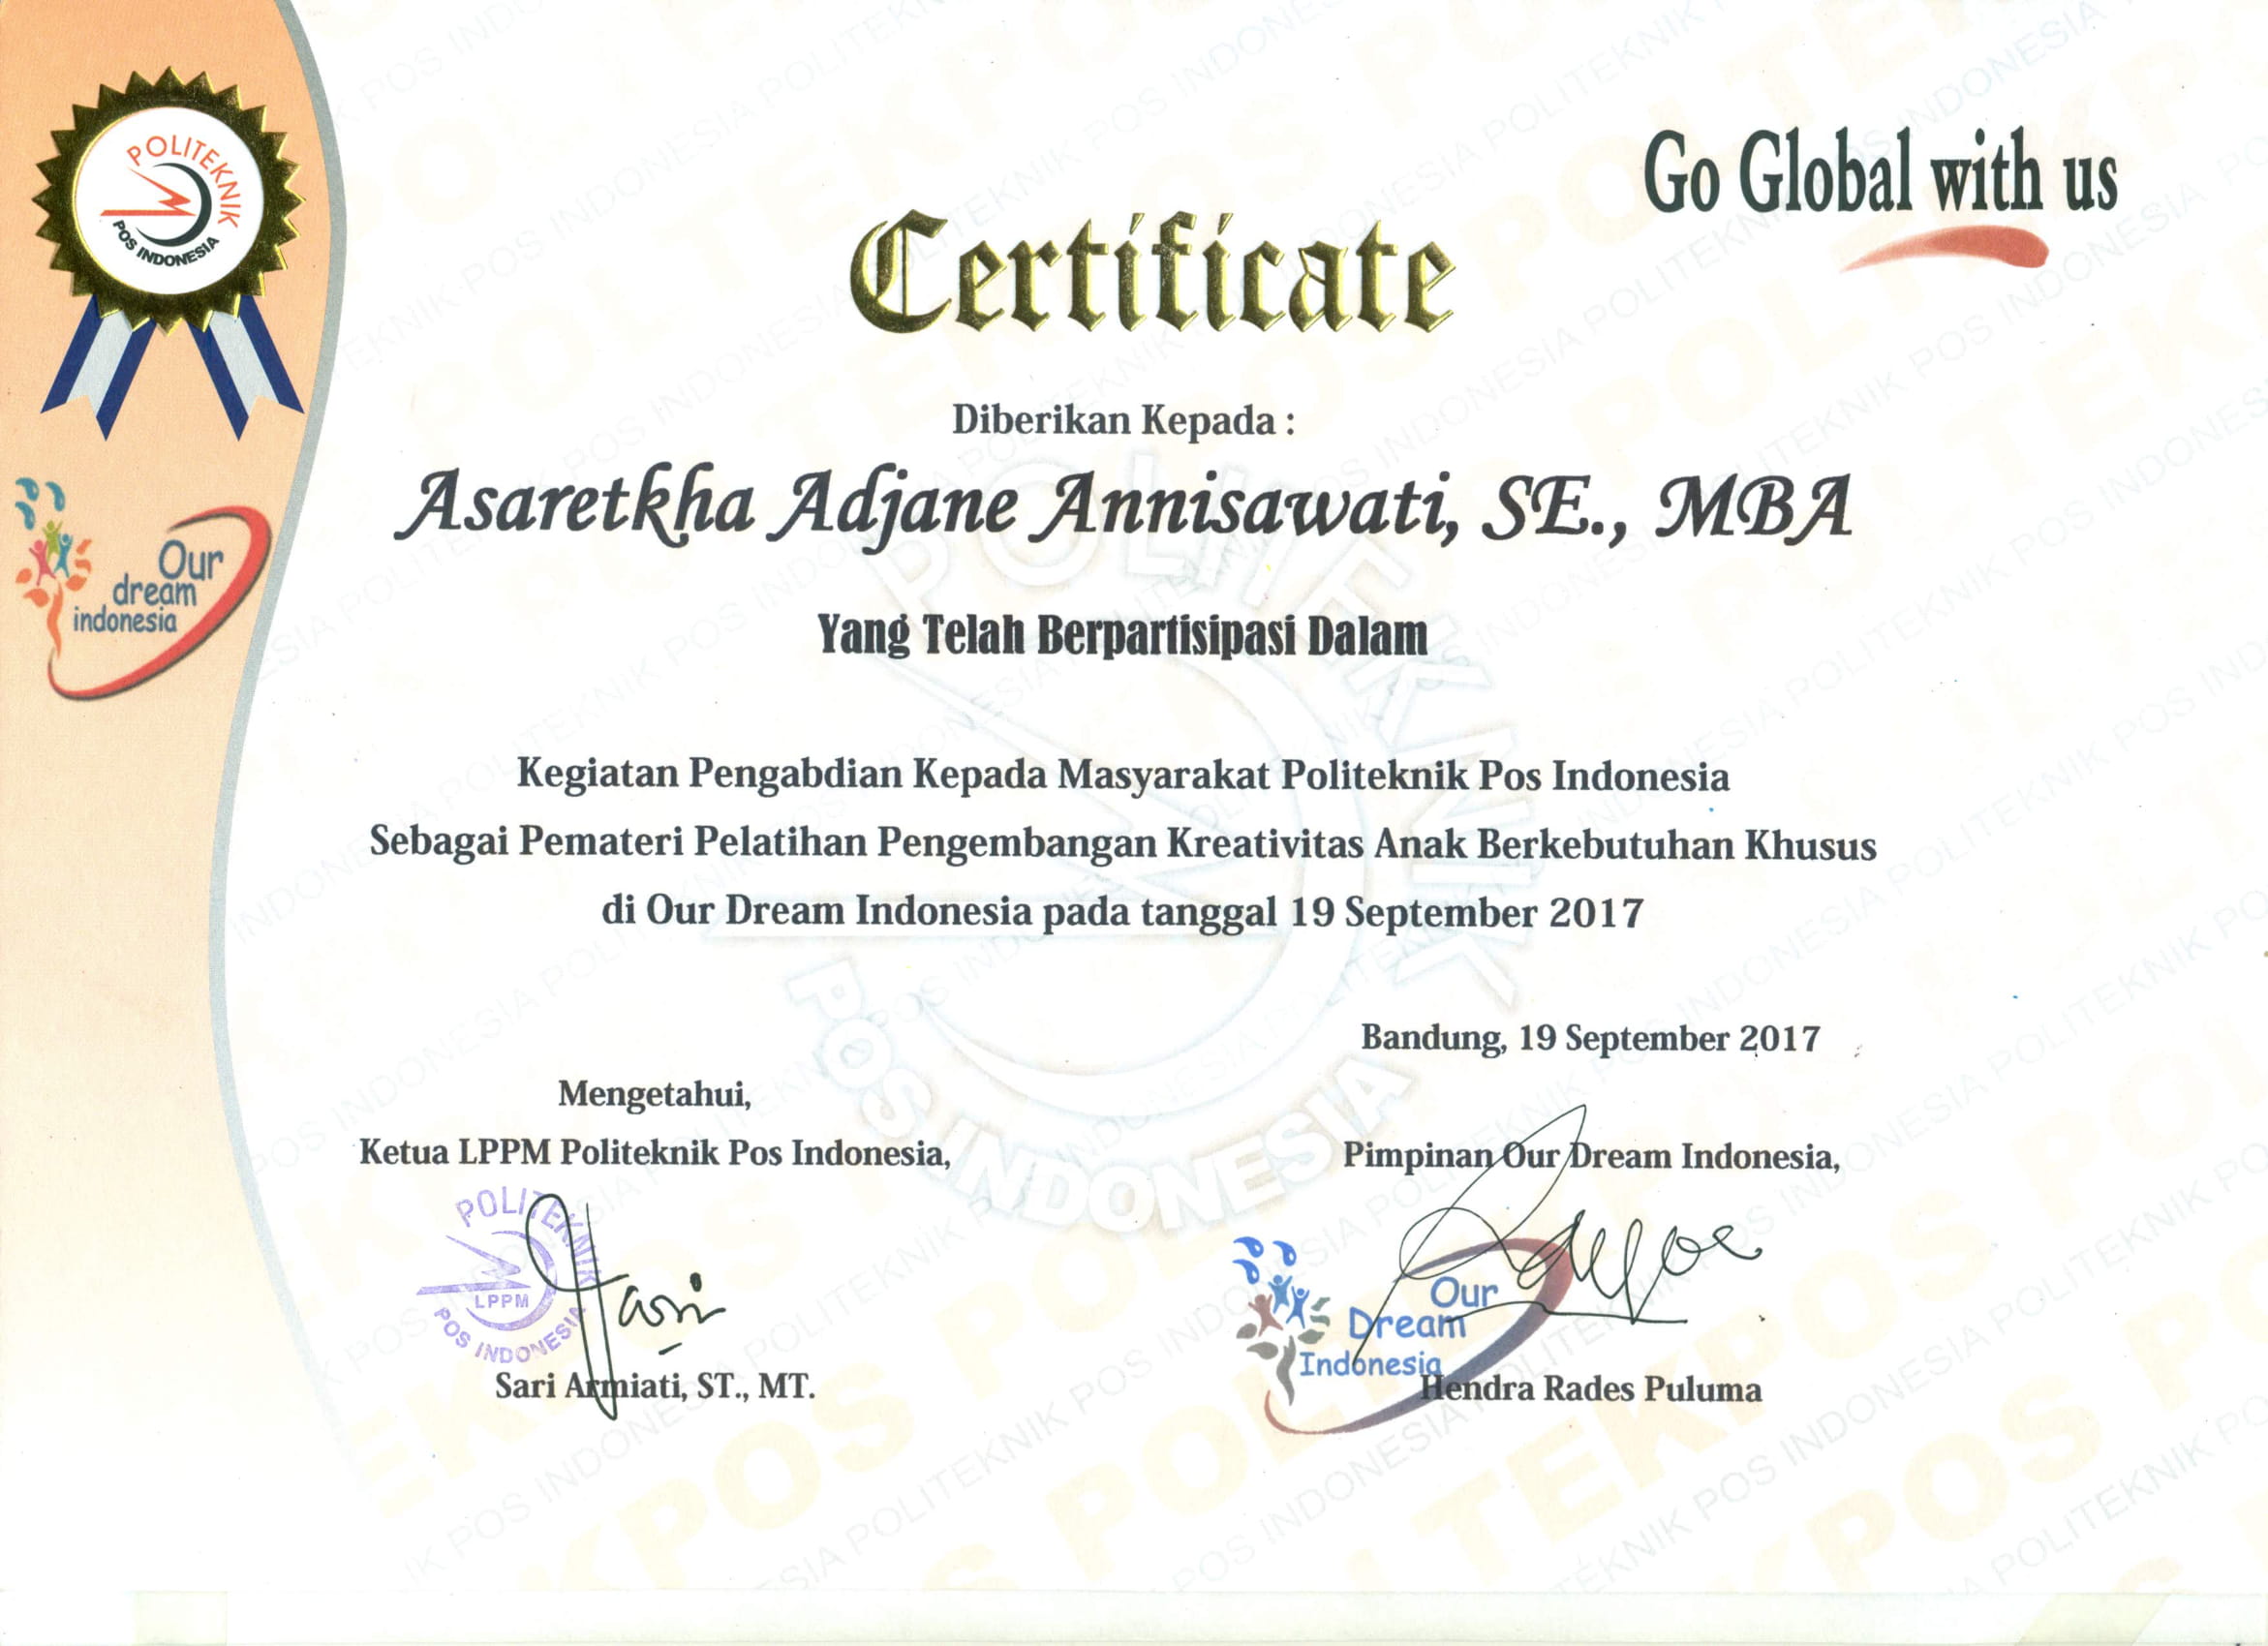 POLITEKNIK
POS INDONESIA
Go Global with us
Certificate
Diberikan Kepada :
Asaretkha Adjane Annisawati, SE., MBA
Our
dream
indonesia
Yang Telah Berpartisipasi Dalam
Kegiatan Pengabdian Kepada Masyarakat Politeknik Pos Indonesia
Sebagai Pemateri Pelatihan Pengembangan Kreativitas Anak Berkebutuhan Khusus
di Our Dream Indonesia pada tanggal 19 September 2017
Bandung, 19 September 2017
Mengetahui,
Ketua LPPM Politeknik Pos Indonesia,
Pimpinan Our Dream Indonesia,
POLITEKNIK
LPPM
POS INDONESIA
Our
Dream
Indonesia
Sari Armiati, ST., MT.
Hendra Rades Puluma